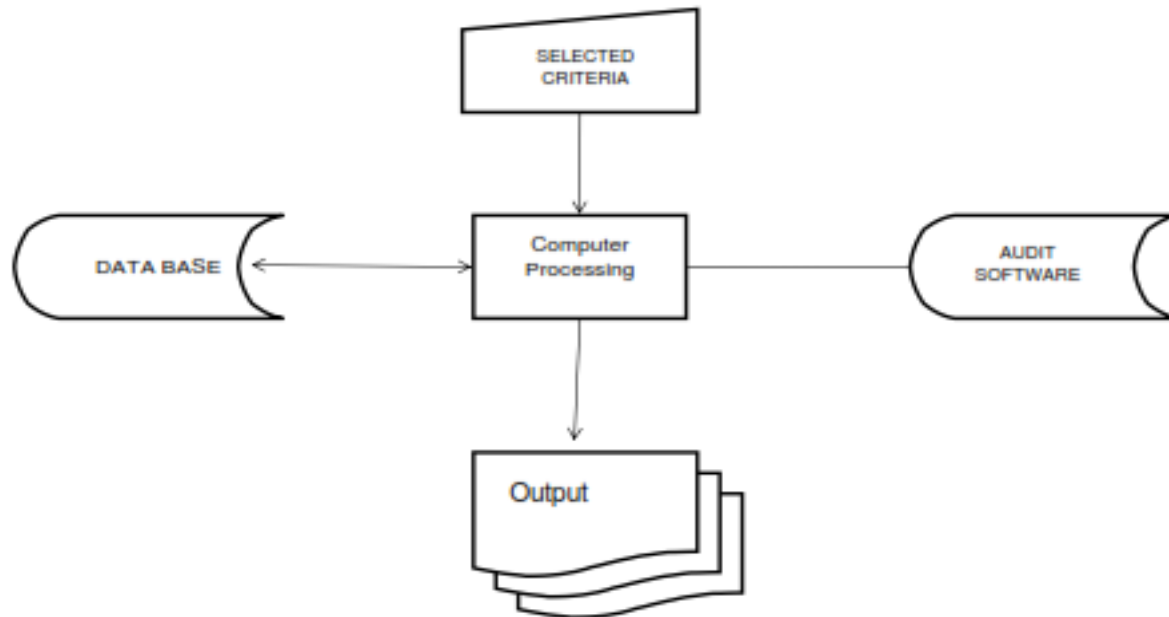 SELECTED
CRITERIA
DATA BASE
Computer
Processing
AUDIT
SOFTWARE
Output